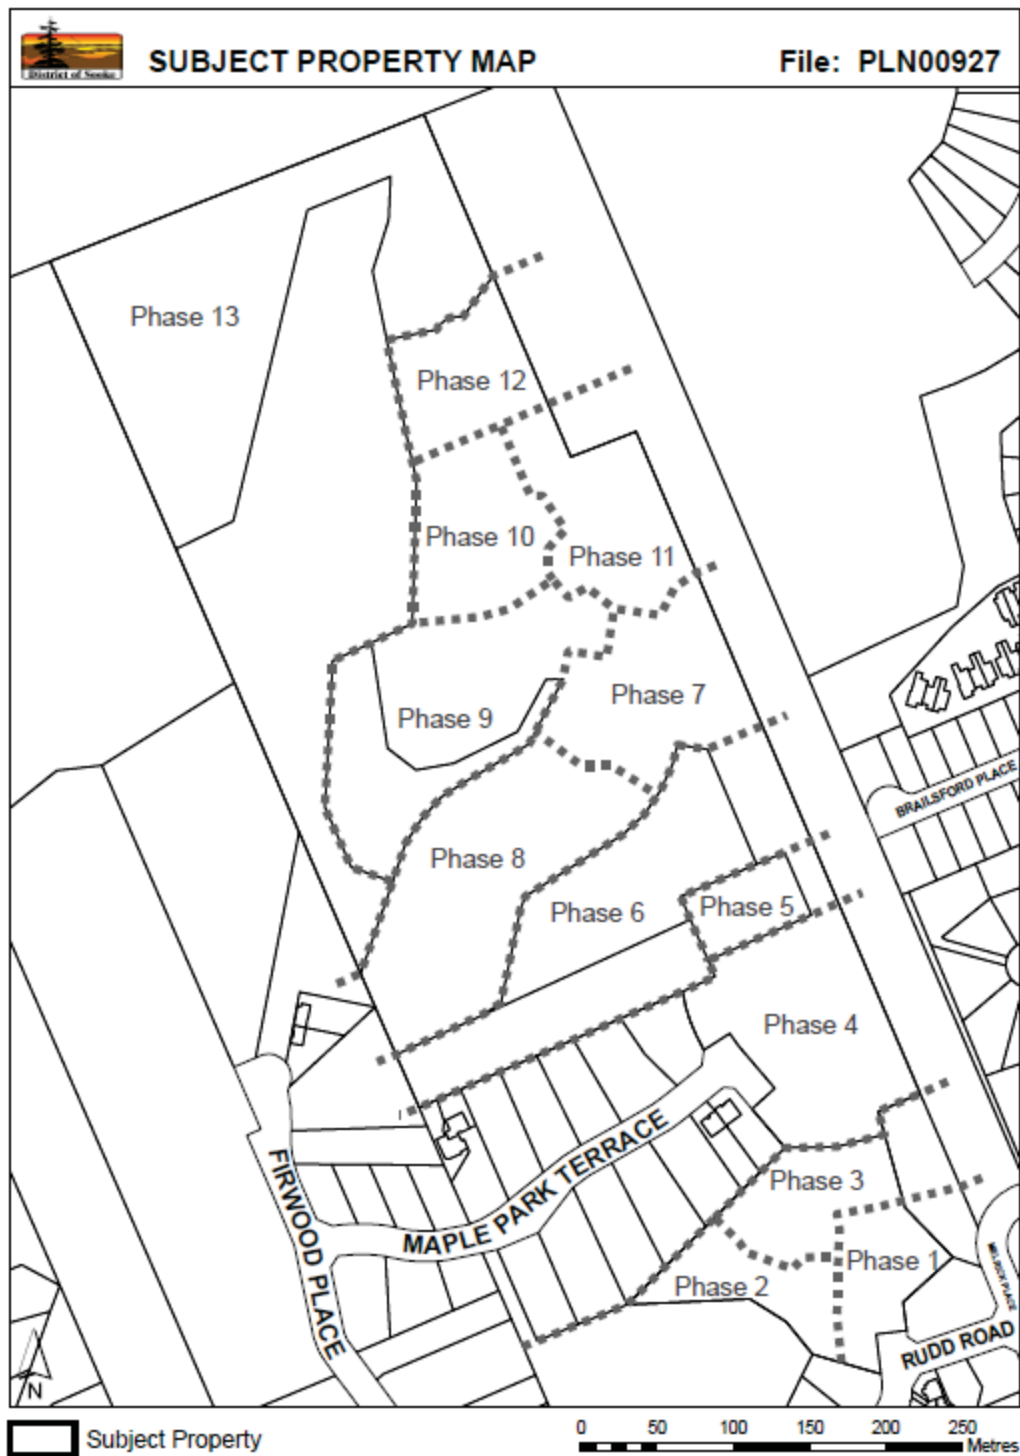 District of Sooke
SUBJECT PROPERTY MAP
File: PLN00927
Phase 13
Phase 12
Phase 10
Phase 11
Phase 7
Phase 9
BRAILSFORD PLACE
Phase 8
Phase 6
Phase 5
Phase 4
MAPLE PARK TERRACE
FIRWOOD PLACE
Phase 3
Phase 1
Phase 2
RUDD ROAD
N
Subject Property
0 50 100 150 200 250
Metres